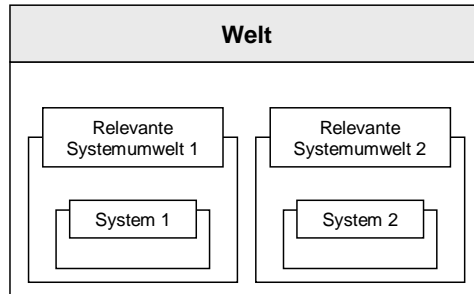 Welt
Relevante
Systemumwelt 1
Relevante
Systemumwelt 2
System 1
System 2